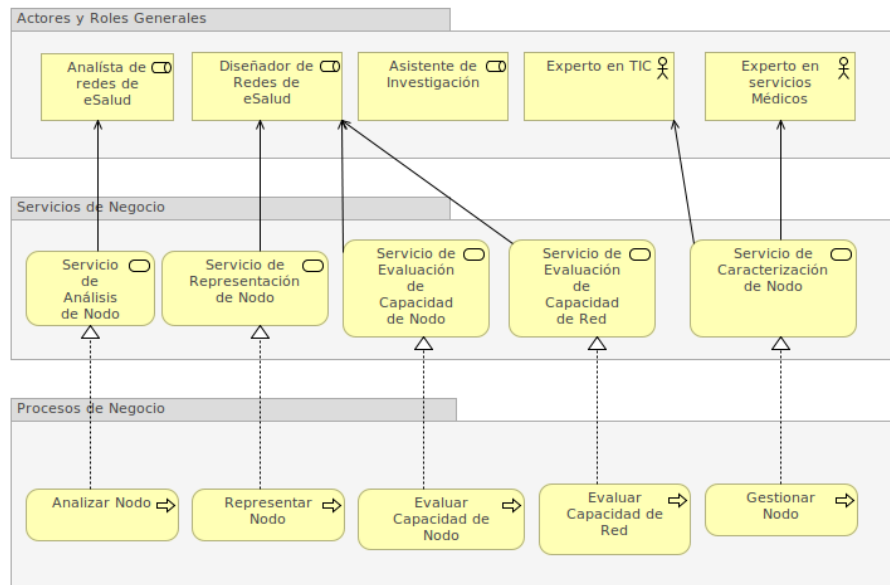 Actores y Roles Generales
Analísta de
redes de
eSalud
Diseñador de
Redes de
eSalud
Asistente de
Investigación
Experto en TIC
Experto en
servicios
Médicos
Servicios de Negocio
Servicio
de
Análisis
de Nodo
Servicio de
Representación
de Nodo
Servicio de
Evaluación
de
Capacidad
de Nodo
Servicio de
Evaluación
de
Capacidad
de Red
Servicio de
Caracterización
de Nodo
Procesos de Negocio
Analizar Nodo
Representar
Nodo
Evaluar
Capacidad de
Nodo
Evaluar
Capacidad de
Red
Gestionar
Nodo